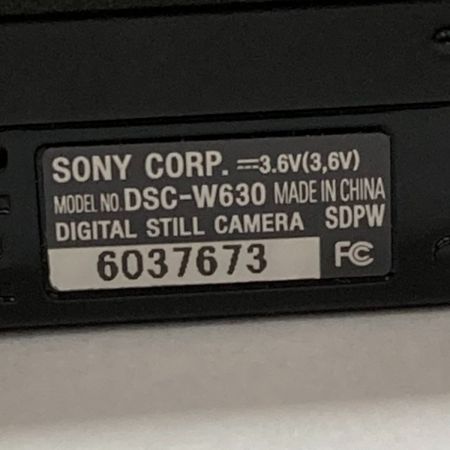 SONY CORP. ⎓3.6V(3,6V)
MODEL NO. DSC-W630 MADE IN CHINA
DIGITAL STILL CAMERA SDPW
6037673 FC